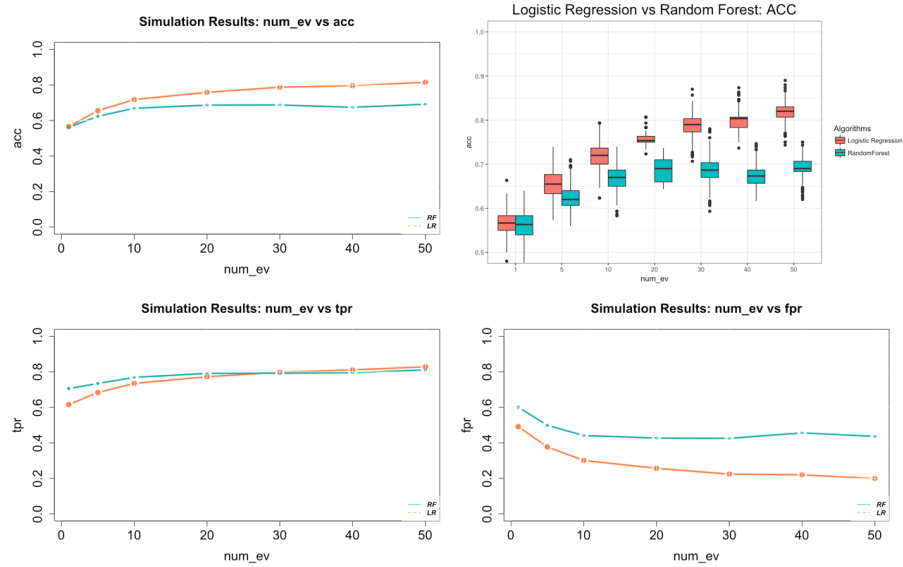 Simulation Results: num_ev vs acc
1.0
0.8
0.6
0.4
0.2
0.0
acc
RF
LR
0 10 20 30 40 50
num_ev
Logistic Regression vs Random Forest: ACC
1.0
0.9
0.8
0.7
0.6
0.5
acc
1 5 10 20 30 40 50
num_ev
Algorithms
Logistic Regression
RandomForest
Simulation Results: num_ev vs tpr
1.0
0.8
0.6
0.4
0.2
0.0
tpr
RF
LR
0 10 20 30 40 50
num_ev
Simulation Results: num_ev vs fpr
1.0
0.8
0.6
0.4
0.2
0.0
fpr
RF
LR
0 10 20 30 40 50
num_ev